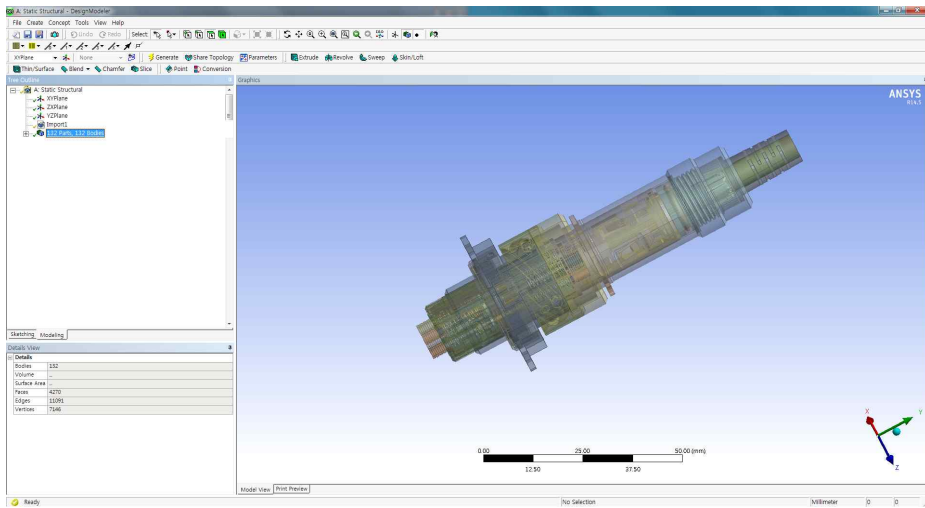 A: Static Structural - DesignModeler
File Create Concept Tools View Help
Undo Redo Select:
XYPlane None Generate Share Topology Parameters Extrude Revolve Sweep Skin/Loft
Thin/Surface Blend Chamfer Slice Point Conversion
Tree Outline
Graphics
A: Static Structural
XYPlane
ZXPlane
YZPlane
Import1
132 Parts, 132 Bodies
ANSYS
R14.5
Sketching Modeling
Details View
Details
Bodies 132
Volume ..
Surface Area ..
Faces 4270
Edges 11091
Vertices 7146
X
Y
Z
0.00 25.00 50.00 (mm)
12.50 37.50
Model View Print Preview
Ready No Selection Millimeter 0 0